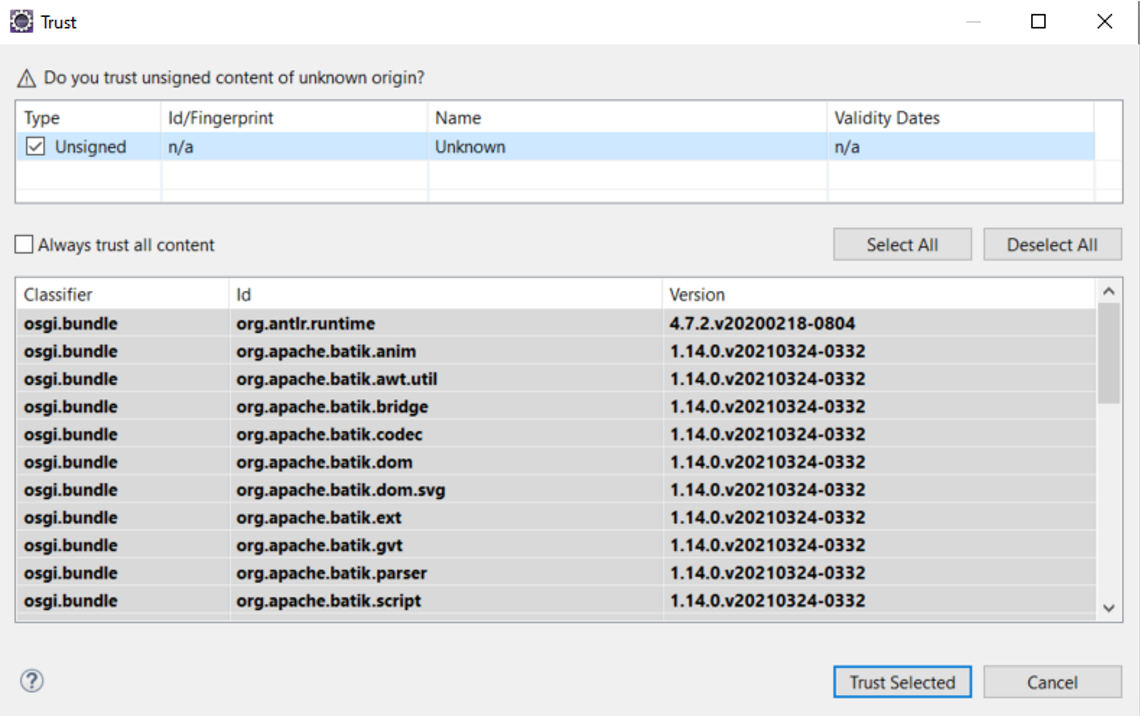 Trust
Do you trust unsigned content of unknown origin?
Type Id/Fingerprint Name Validity Dates
Unsigned n/a Unknown n/a
Always trust all content Select All Deselect All
Classifier Id Version
osgi.bundle org.antlr.runtime 4.7.2.v20200218-0804
osgi.bundle org.apache.batik.anim 1.14.0.v20210324-0332
osgi.bundle org.apache.batik.awt.util 1.14.0.v20210324-0332
osgi.bundle org.apache.batik.bridge 1.14.0.v20210324-0332
osgi.bundle org.apache.batik.codec 1.14.0.v20210324-0332
osgi.bundle org.apache.batik.dom 1.14.0.v20210324-0332
osgi.bundle org.apache.batik.dom.svg 1.14.0.v20210324-0332
osgi.bundle org.apache.batik.ext 1.14.0.v20210324-0332
osgi.bundle org.apache.batik.gvt 1.14.0.v20210324-0332
osgi.bundle org.apache.batik.parser 1.14.0.v20210324-0332
osgi.bundle org.apache.batik.script 1.14.0.v20210324-0332
? Trust Selected Cancel